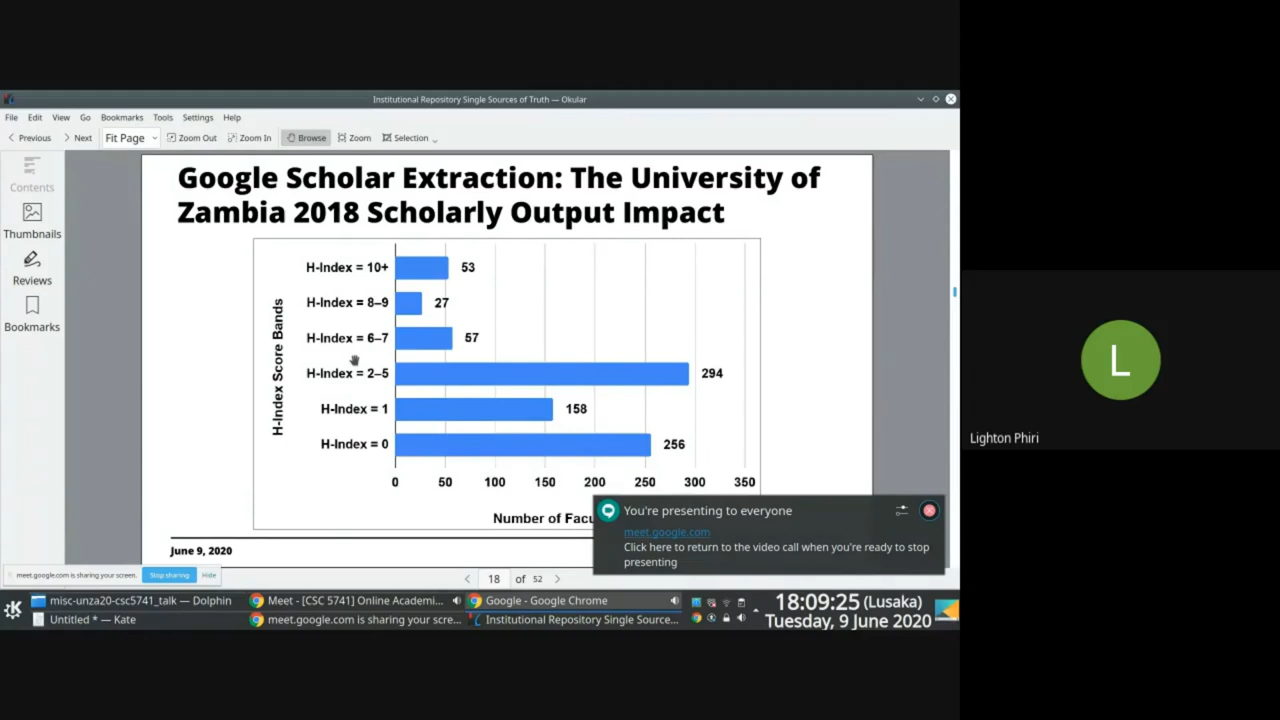 Institutional Repository Single Sources of Truth — Okular
File Edit View Go Bookmarks Tools Settings Help
Previous Next Fit Page Zoom Out Zoom In Browse Zoom Selection
Contents
Thumbnails
Reviews
Bookmarks
Google Scholar Extraction: The University of
Zambia 2018 Scholarly Output Impact
H-Index Score Bands
H-Index = 10+ 53
H-Index = 8–9 27
H-Index = 6–7 57
H-Index = 2–5 294
H-Index = 1 158
H-Index = 0 256
0 50 100 150 200 250 300 350
Number of Facu
You're presenting to everyone
meet.google.com
Click here to return to the video call when you're ready to stop
presenting
June 9, 2020
meet.google.com is sharing your screen. Stop sharing Hide
18 of 52
misc-unza20-csc5741_talk — Dolphin Meet - [CSC 5741] Online Academi... Google - Google Chrome
Untitled * — Kate meet.google.com is sharing your scre... Institutional Repository Single Source...
18:09:25 (Lusaka)
Tuesday, 9 June 2020
L
Lighton Phiri